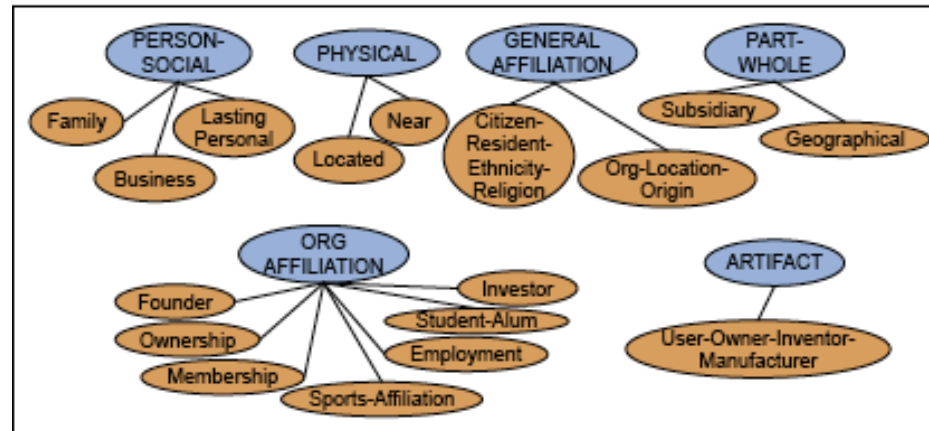 PERSON-
SOCIAL
PHYSICAL
GENERAL
AFFILIATION
PART-
WHOLE
Family
Lasting
Personal
Business
Near
Located
Citizen-
Resident-
Ethnicity-
Religion
Org-Location-
Origin
Subsidiary
Geographical
ORG
AFFILIATION
ARTIFACT
Founder
Ownership
Membership
Sports-Affiliation
Investor
Student-Alum
Employment
User-Owner-Inventor-
Manufacturer